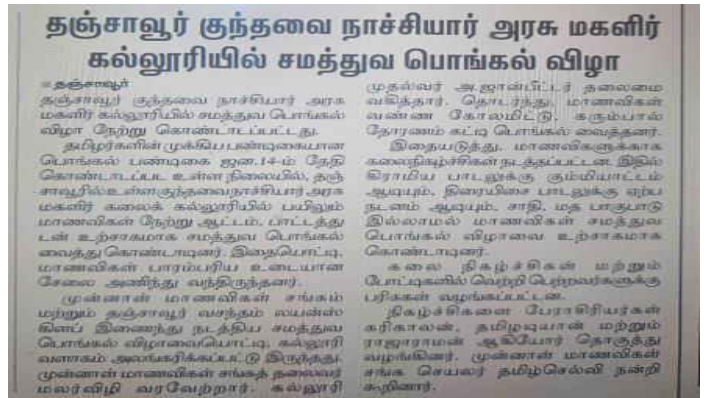 தஞ்சாவூர் குந்தவை நாச்சியார் அரசு மகளிர்
கல்லூரியில் சமத்துவ பொங்கல் விழா
தஞ்சாவூர்
தஞ்சாவூர் குந்தவை நாச்சியார் அரசு
மகளிர் கல்லூரியில் சமத்துவ பொங்கல்
விழா நேற்று கொண்டாடப்பட்டது.
தமிழர்களின் முக்கிய பண்டிகையான
பொங்கல் பண்டிகை ஜன.14-ம் தேதி
கொண்டாடப்பட உள்ள நிலையில், தஞ்
சாவூரில் உள்ள குந்தவை நாச்சியார் அரசு
மகளிர் கலைக் கல்லூரியில் பயிலும்
மாணவிகள் நேற்று ஆட்டம், பாட்டத்து
டன் உற்சாகமாக சமத்துவ பொங்கல்
வைத்து கொண்டாடினர். இதையொட்டி,
மாணவிகள் பாரம்பரிய உடையான
சேலை அணிந்து வந்திருந்தனர்.
முன்னாள் மாணவிகள் சங்கம்
மற்றும் தஞ்சாவூர் வசந்தம் லயன்ஸ்
கிளப் இணைந்து நடத்திய சமத்துவ
பொங்கல் விழாவையொட்டி, கல்லூரி
வளாகம் அலங்கரிக்கப்பட்டு இருந்தது.
முன்னாள் மாணவிகள் சங்கத் தலைவர்
மலர்விழி வரவேற்றார். கல்லூரி
முதல்வர் அ.ஜான்பீட்டர் தலைமை
வகித்தார். தொடர்ந்து, மாணவிகள்
வண்ண கோலமிட்டு, கரும்பால்
தோரணம் கட்டி பொங்கல் வைத்தனர்.
இதையடுத்து, மாணவிகளுக்காக
கலைநிகழ்ச்சிகள் நடத்தப்பட்டன. இதில்
கிராமிய பாடலுக்கு கும்மியாட்டம்
ஆடியும், திரையிசை பாடலுக்கு ஏற்ப
நடனம் ஆடியும், சாதி, மத பாகுபாடு
இல்லாமல் மாணவிகள் சமத்துவ
பொங்கல் விழாவை உற்சாகமாக
கொண்டாடினர்.
கலை நிகழ்ச்சிகள் மற்றும்
போட்டிகளில் வெற்றி பெற்றவர்களுக்கு
பரிசுகள் வழங்கப்பட்டன.
நிகழ்ச்சிகளை பேராசிரியர்கள்
கரிகாலன், தமிழடியான் மற்றும்
ராஜாராமன் ஆகியோர் தொகுத்து
வழங்கினர். முன்னாள் மாணவிகள்
சங்க செயலர் தமிழ்செல்வி நன்றி
கூறினார்.